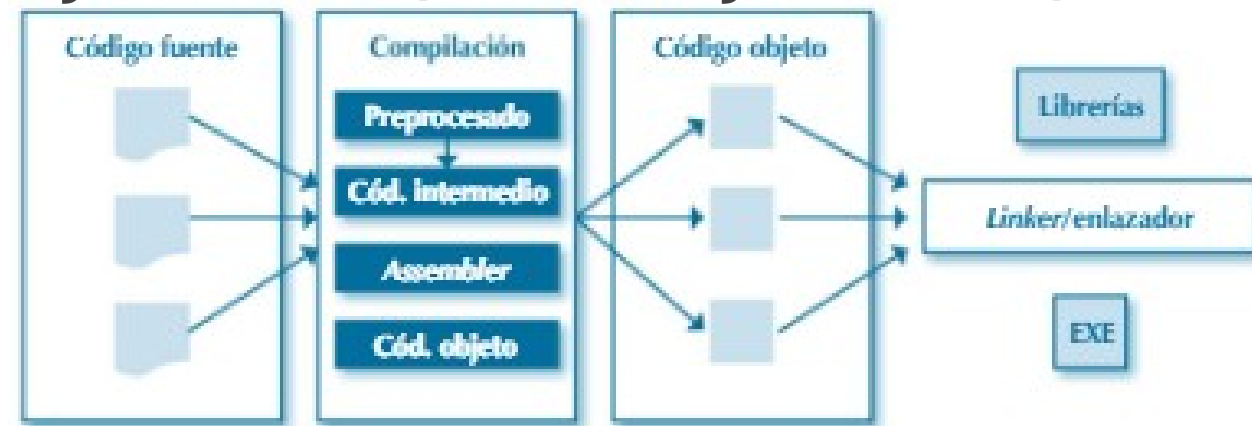 Código fuente
Compilación
Preprocesado
Cód. intermedio
Assembler
Cód. objeto
Código objeto
Librerías
Linker/enlazador
EXE